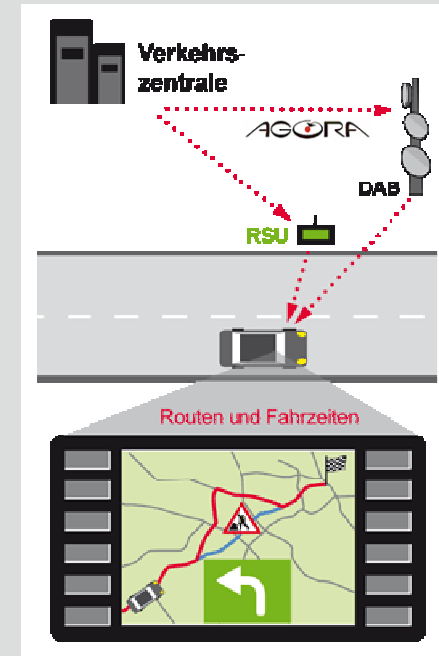 Verkehrs-
zentrale
AGORA
DAB
RSU
Routen und Fahrzeiten